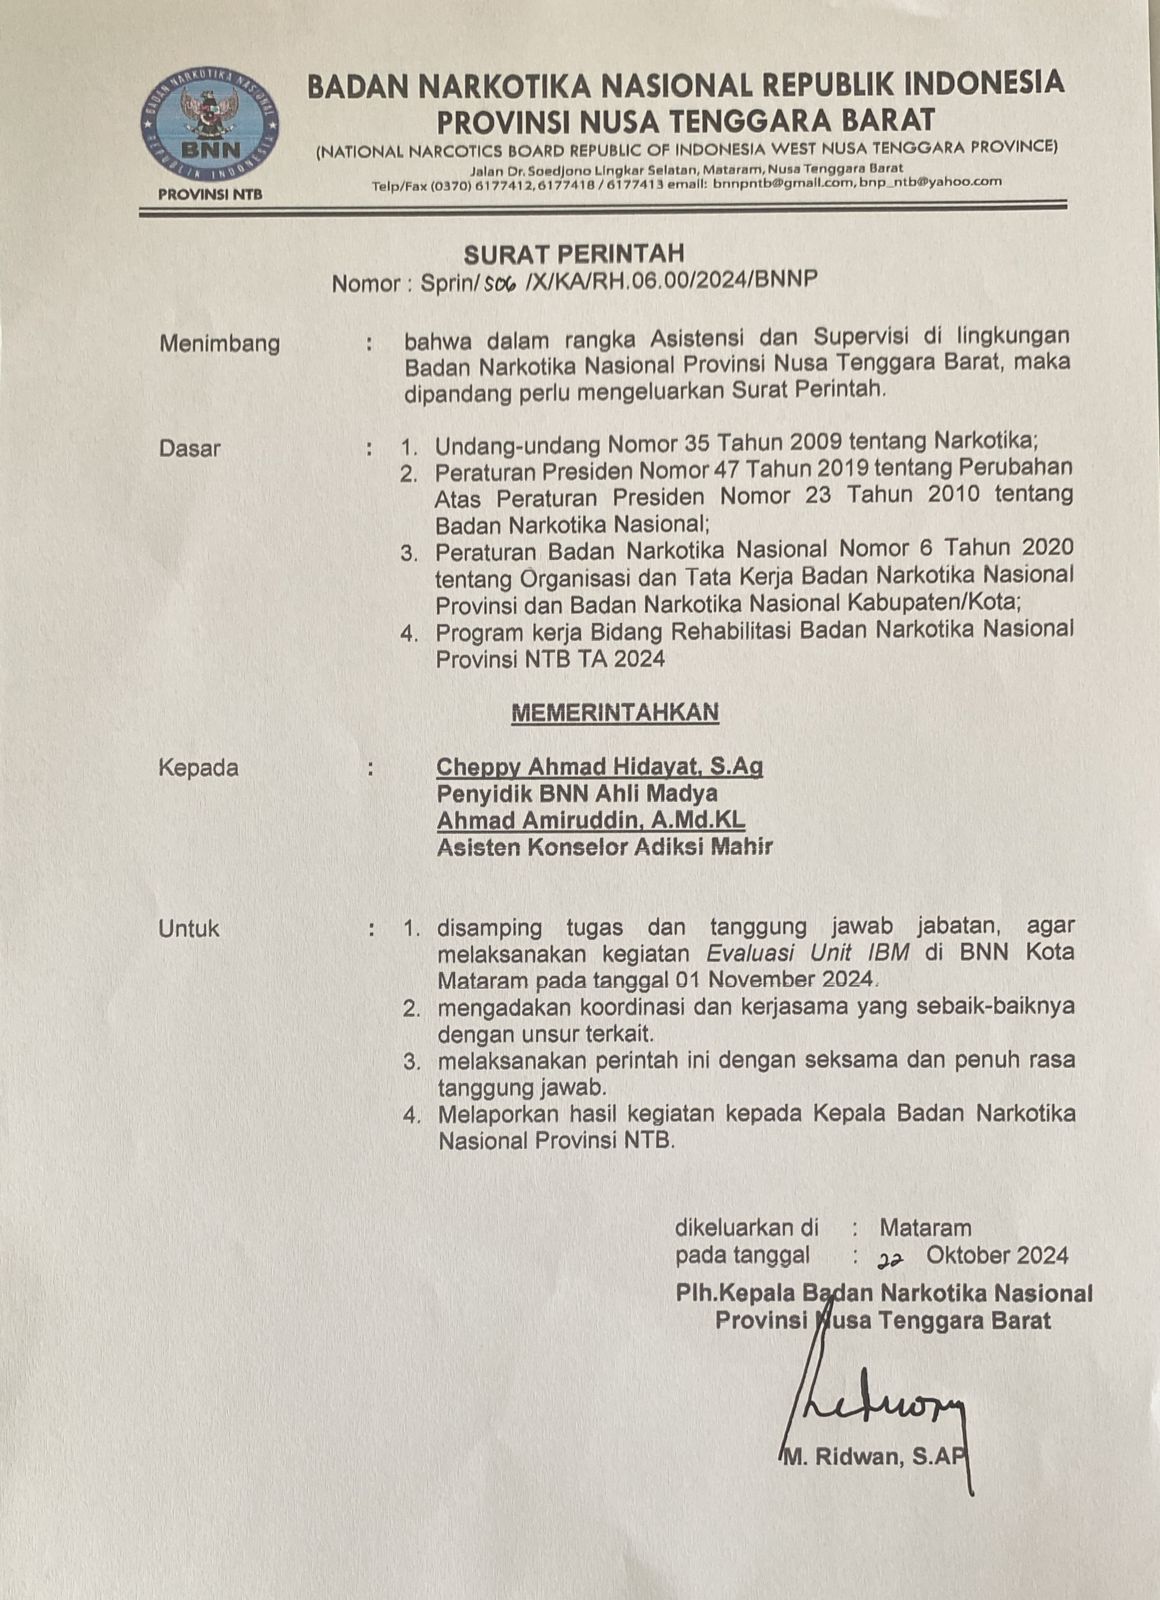 BADAN NARKOTIKA NASIONAL
REPUBLIK INDONESIA
BNN
PROVINSI NTB
BADAN NARKOTIKA NASIONAL REPUBLIK INDONESIA
PROVINSI NUSA TENGGARA BARAT
(NATIONAL NARCOTICS BOARD REPUBLIC OF INDONESIA WEST NUSA TENGGARA PROVINCE)
Jalan Dr. Soedjono Lingkar Selatan, Mataram, Nusa Tenggara Barat
Telp/Fax (0370) 6177412, 6177418 / 6177413 email: bnnpntb@gmail.com, bnp_ntb@yahoo.com
SURAT PERINTAH
Nomor : Sprin/506 /X/KA/RH.06.00/2024/BNNP
Menimbang : bahwa dalam rangka Asistensi dan Supervisi di lingkungan
Badan Narkotika Nasional Provinsi Nusa Tenggara Barat, maka
dipandang perlu mengeluarkan Surat Perintah.
Dasar : 1. Undang-undang Nomor 35 Tahun 2009 tentang Narkotika;
2. Peraturan Presiden Nomor 47 Tahun 2019 tentang Perubahan
Atas Peraturan Presiden Nomor 23 Tahun 2010 tentang
Badan Narkotika Nasional;
3. Peraturan Badan Narkotika Nasional Nomor 6 Tahun 2020
tentang Organisasi dan Tata Kerja Badan Narkotika Nasional
Provinsi dan Badan Narkotika Nasional Kabupaten/Kota;
4. Program kerja Bidang Rehabilitasi Badan Narkotika Nasional
Provinsi NTB TA 2024
MEMERINTAHKAN
Kepada : Cheppy Ahmad Hidayat, S.Ag
Penyidik BNN Ahli Madya
Ahmad Amiruddin, A.Md.KL
Asisten Konselor Adiksi Mahir
Untuk : 1. disamping tugas dan tanggung jawab jabatan, agar
melaksanakan kegiatan Evaluasi Unit IBM di BNN Kota
Mataram pada tanggal 01 November 2024.
2. mengadakan koordinasi dan kerjasama yang sebaik-baiknya
dengan unsur terkait.
3. melaksanakan perintah ini dengan seksama dan penuh rasa
tanggung jawab.
4. Melaporkan hasil kegiatan kepada Kepala Badan Narkotika
Nasional Provinsi NTB.
dikeluarkan di : Mataram
pada tanggal : 22 Oktober 2024
Plh.Kepala Badan Narkotika Nasional
Provinsi Nusa Tenggara Barat
M. Ridwan, S.AP